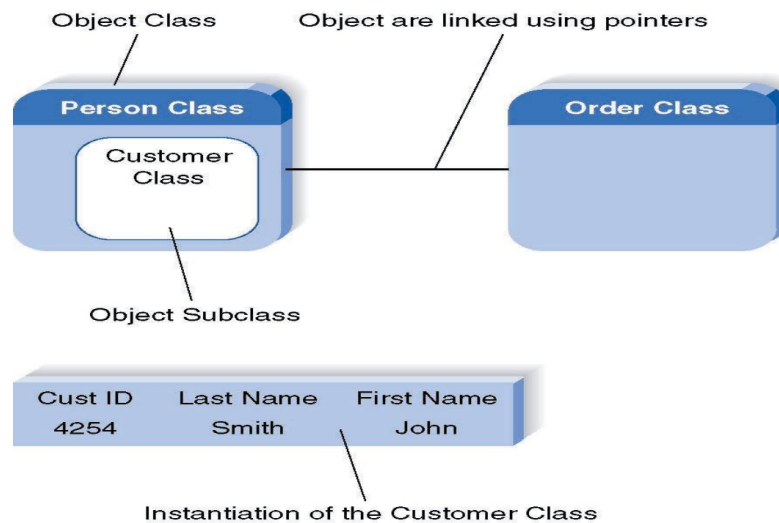 Object Class
Object are linked using pointers
Person Class
Order Class
Customer
Class
Object Subclass
Cust ID Last Name First Name
4254 Smith John
Instantiation of the Customer Class